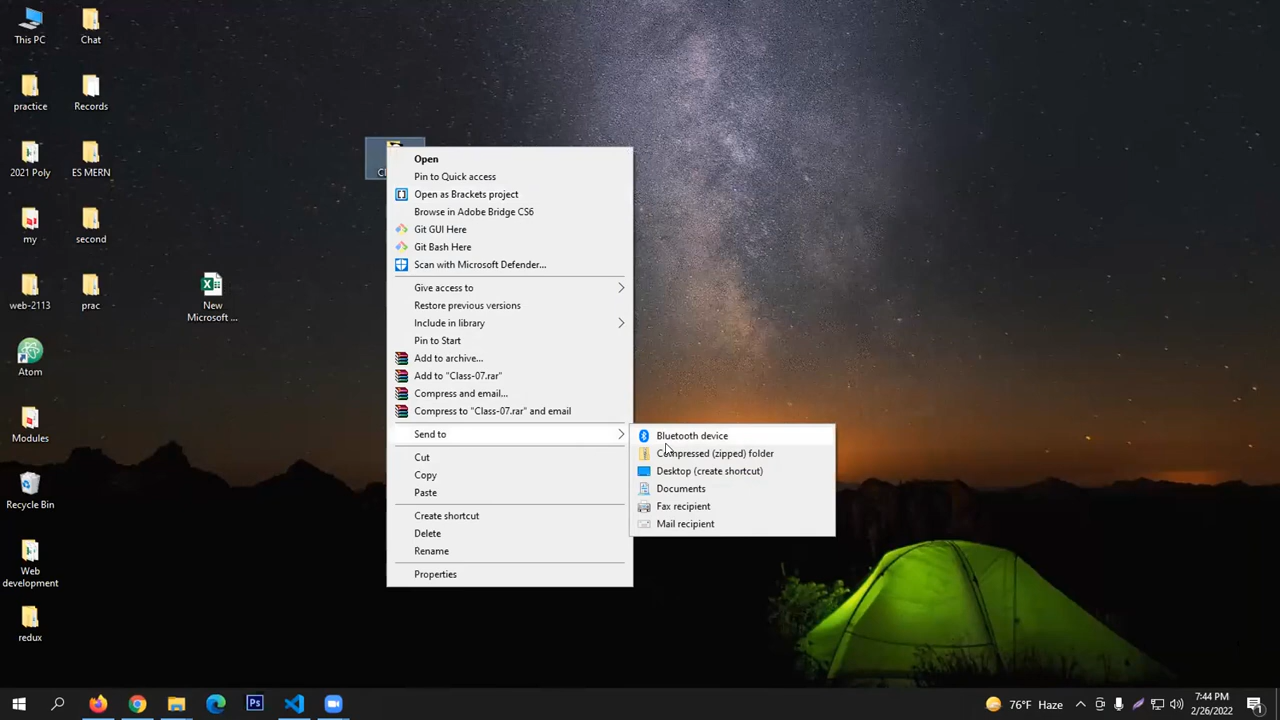 This PC
Chat
practice
Records
2021 Poly
ES MERN
my
second
web-2113
prac
New
Microsoft ...
Atom
Modules
Recycle Bin
Web
development
redux
Open
Pin to Quick access
Open as Brackets project
Browse in Adobe Bridge CS6
Git GUI Here
Git Bash Here
Scan with Microsoft Defender...
Give access to
Restore previous versions
Include in library
Pin to Start
Add to archive...
Add to "Class-07.rar"
Compress and email...
Compress to "Class-07.rar" and email
Send to
Cut
Copy
Paste
Create shortcut
Delete
Rename
Properties
Bluetooth device
Compressed (zipped) folder
Desktop (create shortcut)
Documents
Fax recipient
Mail recipient
Ps
76°F Haze
7:44 PM
2/26/2022